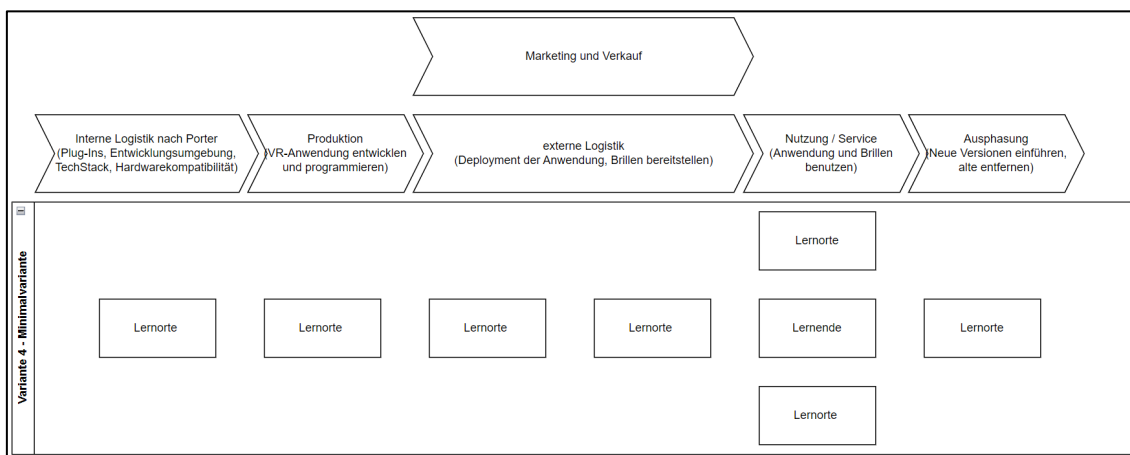 Marketing und Verkauf
Interne Logistik nach Porter
(Plug-Ins, Entwicklungsumgebung,
TechStack, Hardwarekompatibilität)
Produktion
(VR-Anwendung entwicklen
und programmieren)
externe Logistik
(Deployment der Anwendung, Brillen bereitstellen)
Nutzung / Service
(Anwendung und Brillen
benutzen)
Ausphasung
(Neue Versionen einführen,
alte entfernen)
Variante 4 - Minimalvariante
Lernorte
Lernorte
Lernorte
Lernorte
Lernorte
Lernende
Lernorte
Lernorte